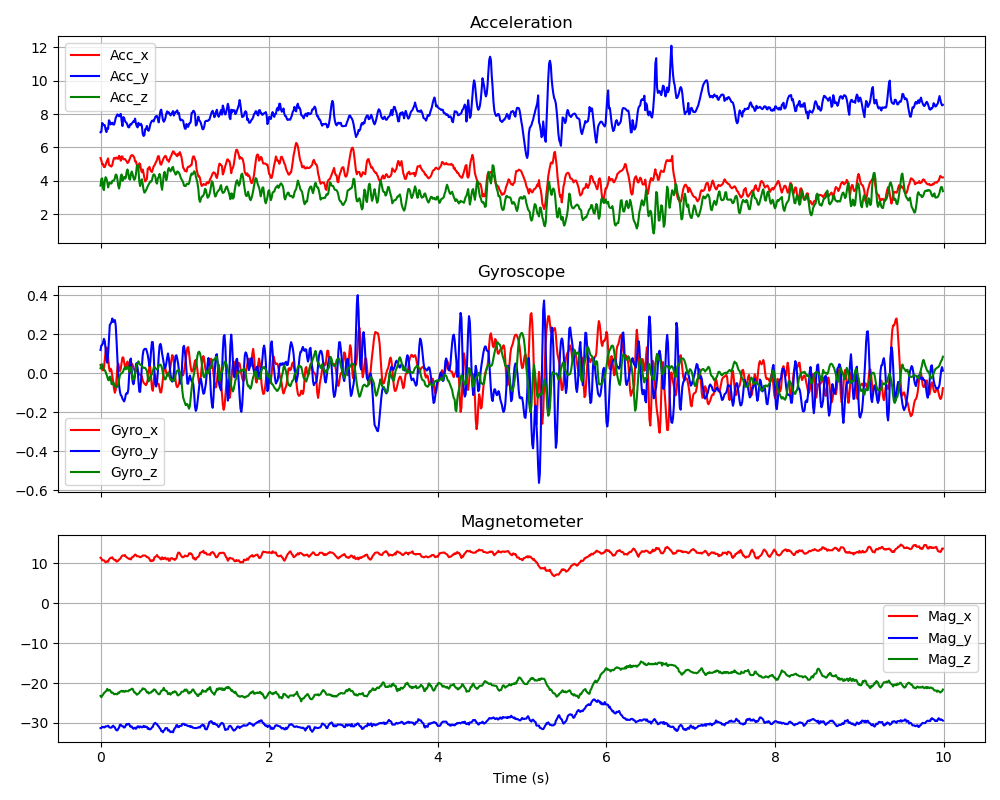 Acceleration
12
10
8
6
4
2
Acc_x
Acc_y
Acc_z
Gyroscope
0.4
0.2
0.0
−0.2
−0.4
−0.6
Gyro_x
Gyro_y
Gyro_z
Magnetometer
10
0
−10
−20
−30
Mag_x
Mag_y
Mag_z
0 2 4 6 8 10
Time (s)